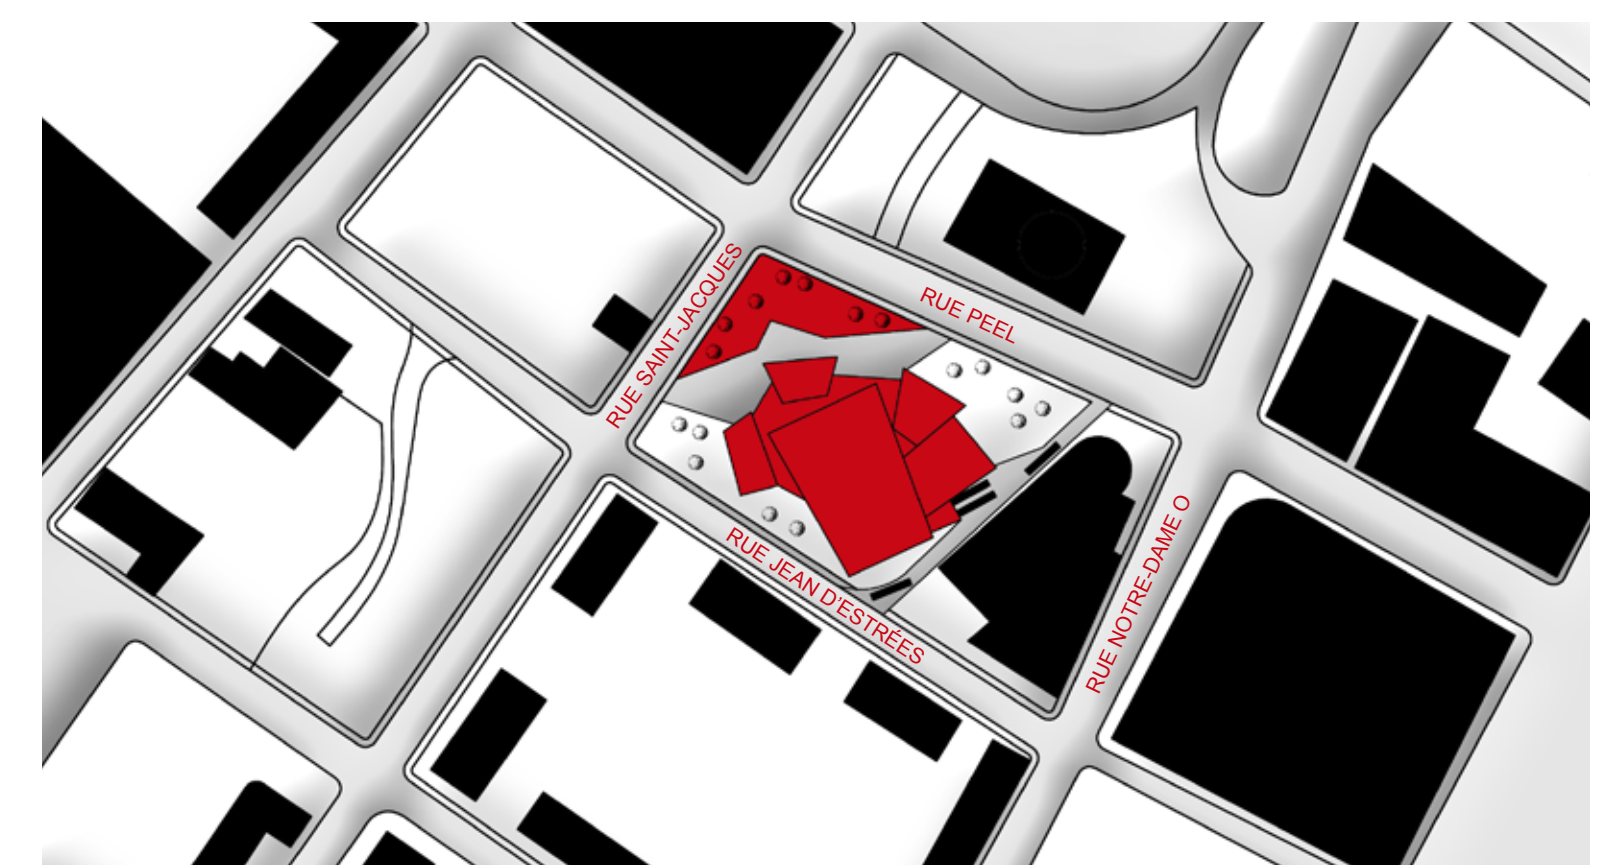 RUE SAINT-JACQUES
RUE PEEL
RUE JEAN D'ESTRÉES
RUE NOTRE-DAME O